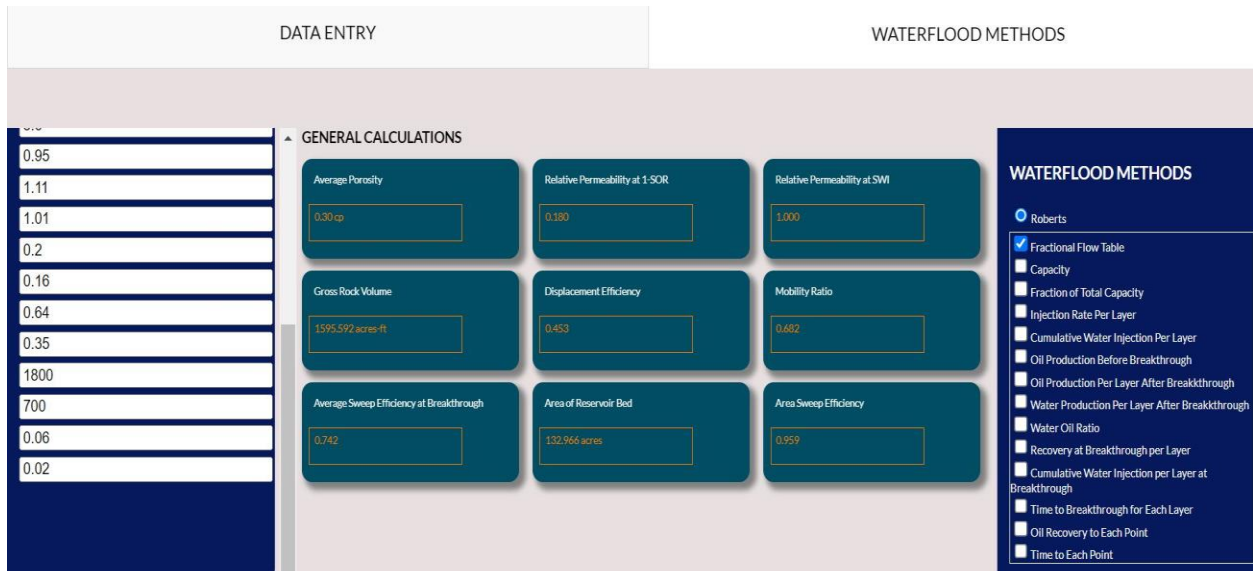 DATA ENTRY
WATERFLOOD METHODS
0.95
1.11
1.01
0.2
0.16
0.64
0.35
1800
700
0.06
0.02
GENERAL CALCULATIONS
Average Porosity
0.30 cp
Relative Permeability at 1-SOR
0.180
Relative Permeability at SWI
1.000
Gross Rock Volume
1595.592 acres-ft
Displacement Efficiency
0.453
Mobility Ratio
0.682
Average Sweep Efficiency at Breakthrough
0.742
Area of Reservoir Bed
132.966 acres
Area Sweep Efficiency
0.959
WATERFLOOD METHODS
Roberts
Fractional Flow Table
Capacity
Fraction of Total Capacity
Injection Rate Per Layer
Cumulative Water Injection Per Layer
Oil Production Before Breakthrough
Oil Production Per Layer After Breakkthrough
Water Production Per Layer After Breakkthrough
Water Oil Ratio
Recovery at Breakthrough per Layer
Cumulative Water Injection per Layer at
Breakthrough
Time to Breakthrough for Each Layer
Oil Recovery to Each Point
Time to Each Point